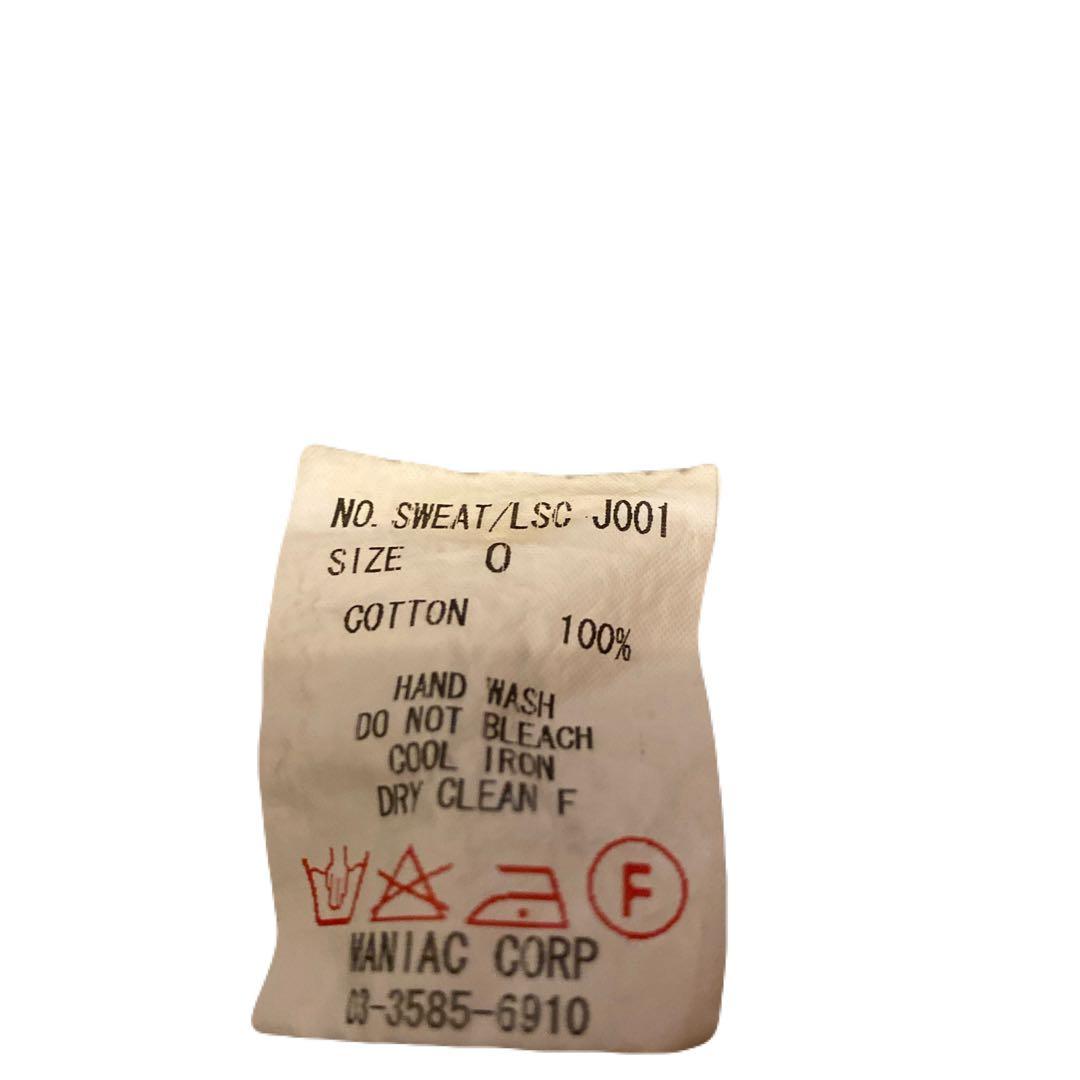 NO. SWEAT/LSC J001
SIZE 0
COTTON 100%
HAND WASH
DO NOT BLEACH
COOL IRON
DRY CLEAN F
F
MANIAC CORP
03-3585-6910